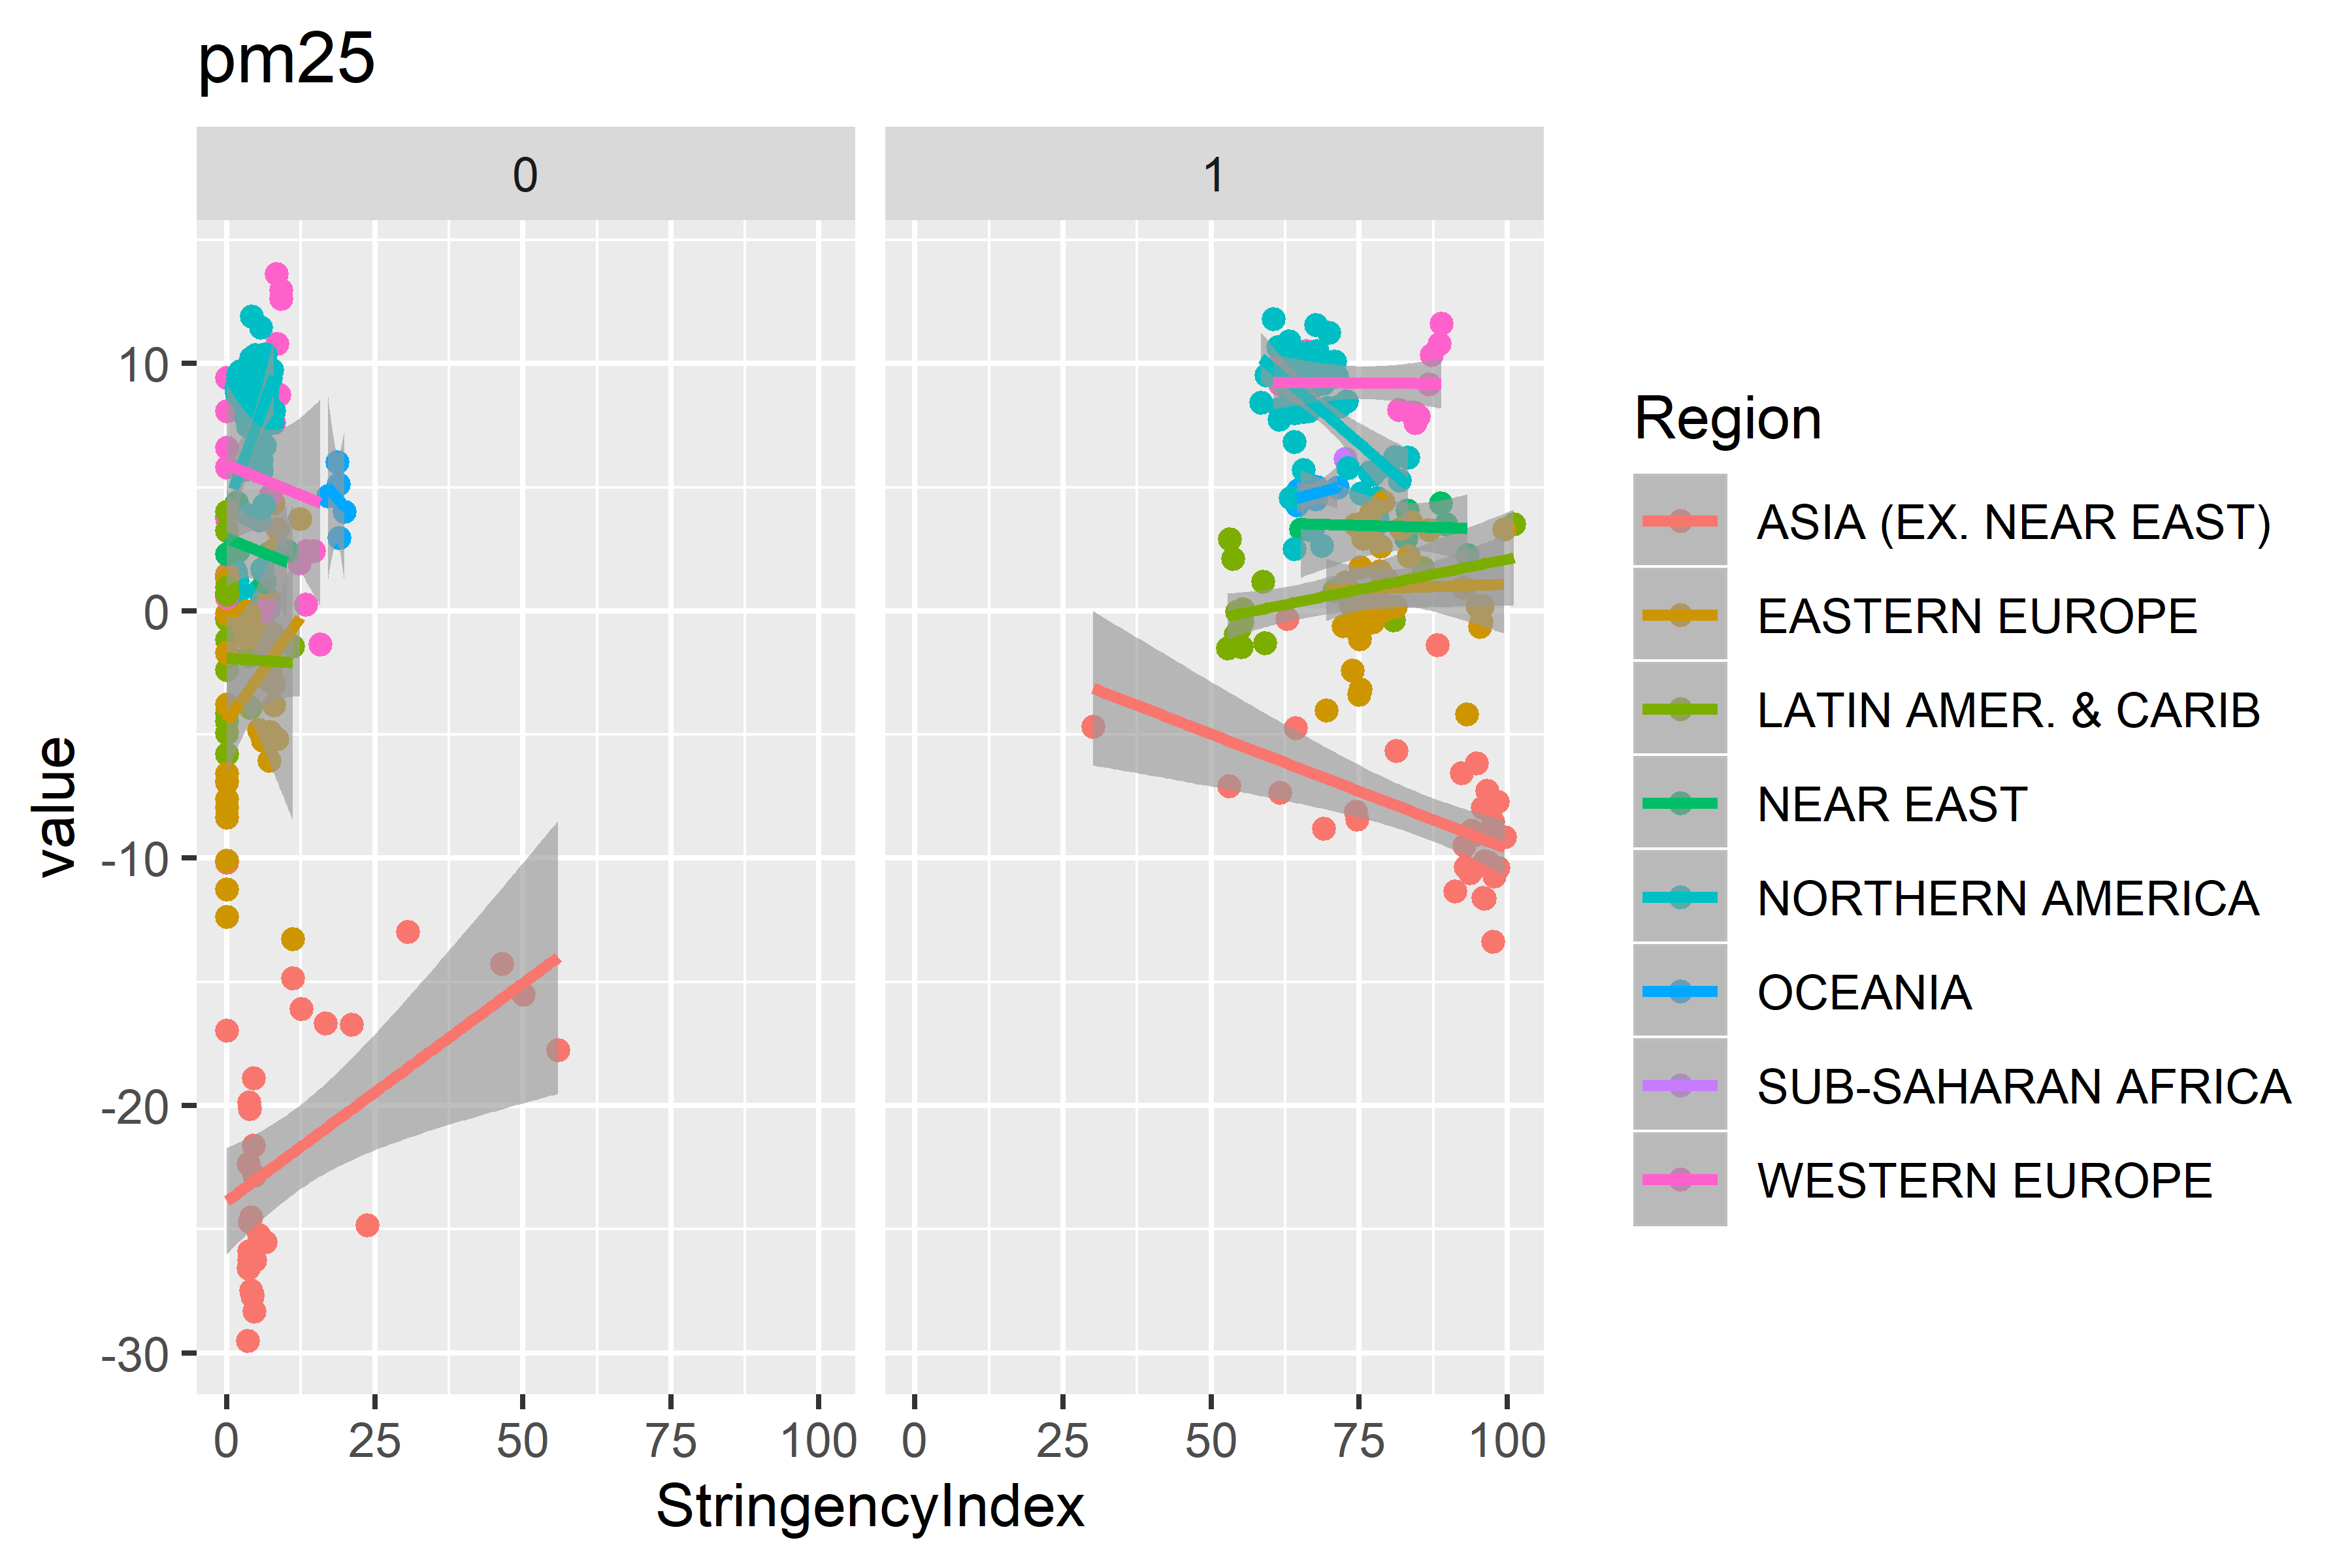 pm25
0
1
10
0
-10
-20
-30
value
0 25 50 75 100
0 25 50 75 100
StringencyIndex
Region
ASIA (EX. NEAR EAST)
EASTERN EUROPE
LATIN AMER. & CARIB
NEAR EAST
NORTHERN AMERICA
OCEANIA
SUB-SAHARAN AFRICA
WESTERN EUROPE